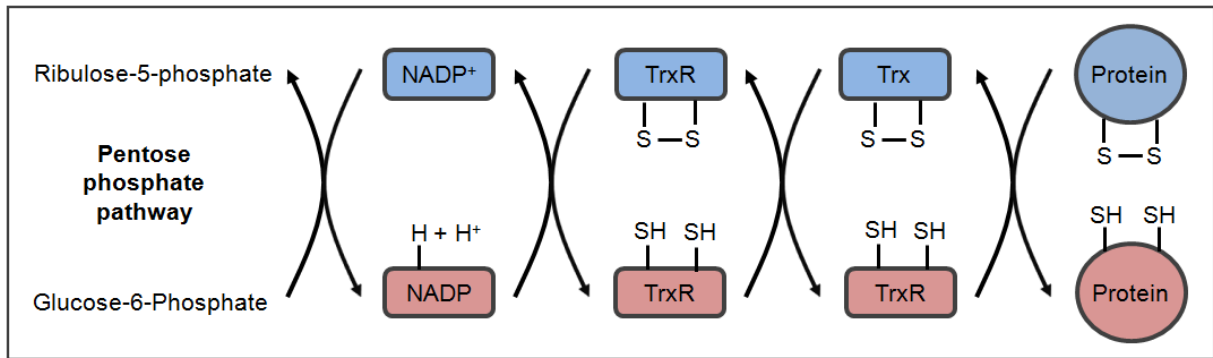 Ribulose-5-phosphate NADP⁺ TrxR Trx Protein
S – S S – S S – S
Pentose
phosphate
pathway
H + H⁺ SH SH SH SH SH SH
Glucose-6-Phosphate NADP TrxR TrxR Protein